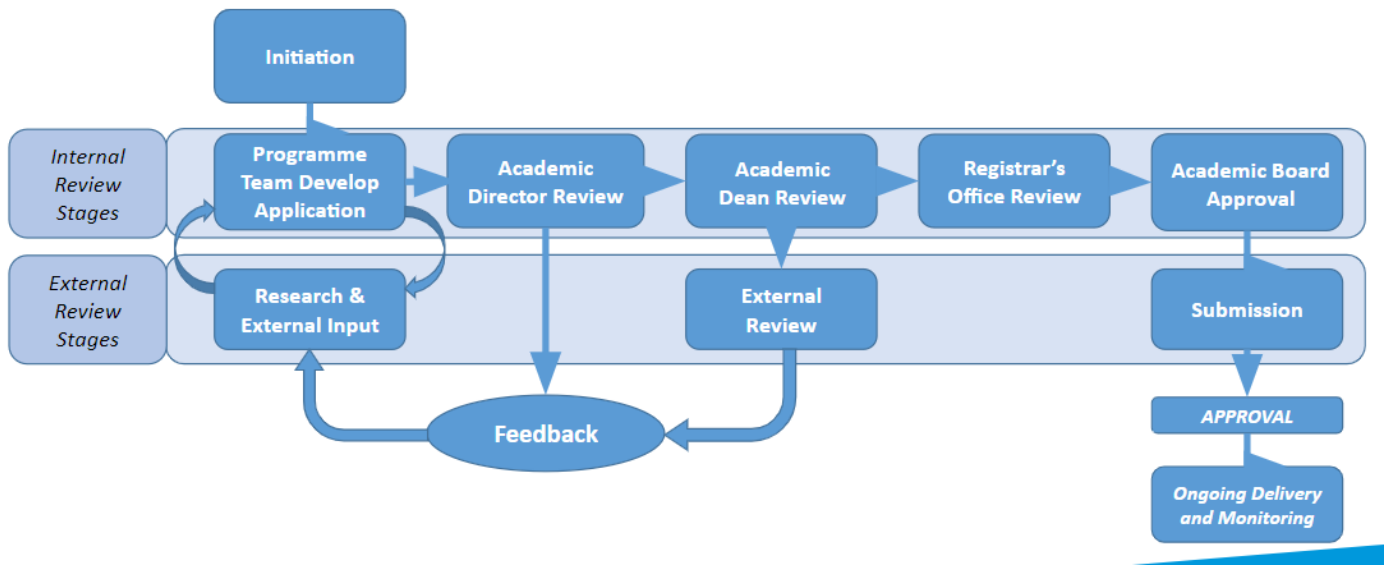 Initiation
Internal
Review
Stages
Programme
Team Develop
Application
Academic
Director Review
Academic
Dean Review
Registrar's
Office Review
Academic Board
Approval
External
Review
Stages
Research &
External Input
External
Review
Submission
Feedback
APPROVAL
Ongoing Delivery
and Monitoring